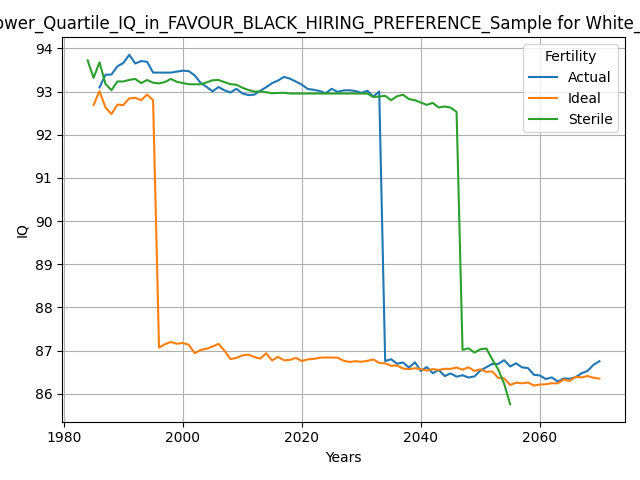 ower_Quartile_IQ_in_FAVOUR_BLACK_HIRING_PREFERENCE_Sample for White_
94
93
92
91
90
89
88
87
86
IQ
1980
2000
2020
2040
2060
Years
Fertility
Actual
Ideal
Sterile